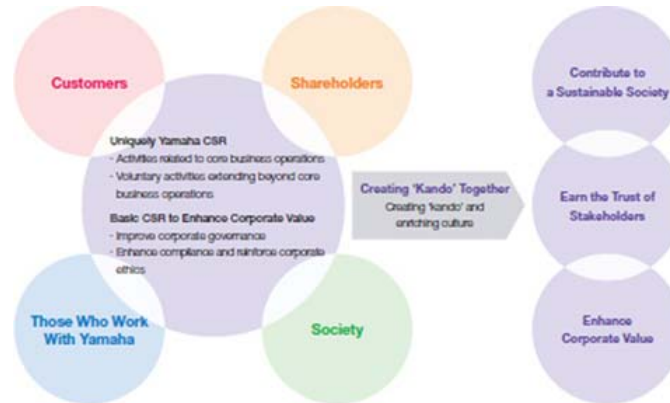 Customers
Shareholders
Uniquely Yamaha CSR
- Activities related to core business operations
- Voluntary activities extending beyond core
business operations
Basic CSR to Enhance Corporate Value
- Improve corporate governance
- Enhance compliance and reinforce corporate
ethics
Those Who Work
With Yamaha
Society
Creating 'Kando' Together
Creating 'kando' and
enriching culture
Contribute to
a Sustainable Society
Earn the Trust of
Stakeholders
Enhance
Corporate Value